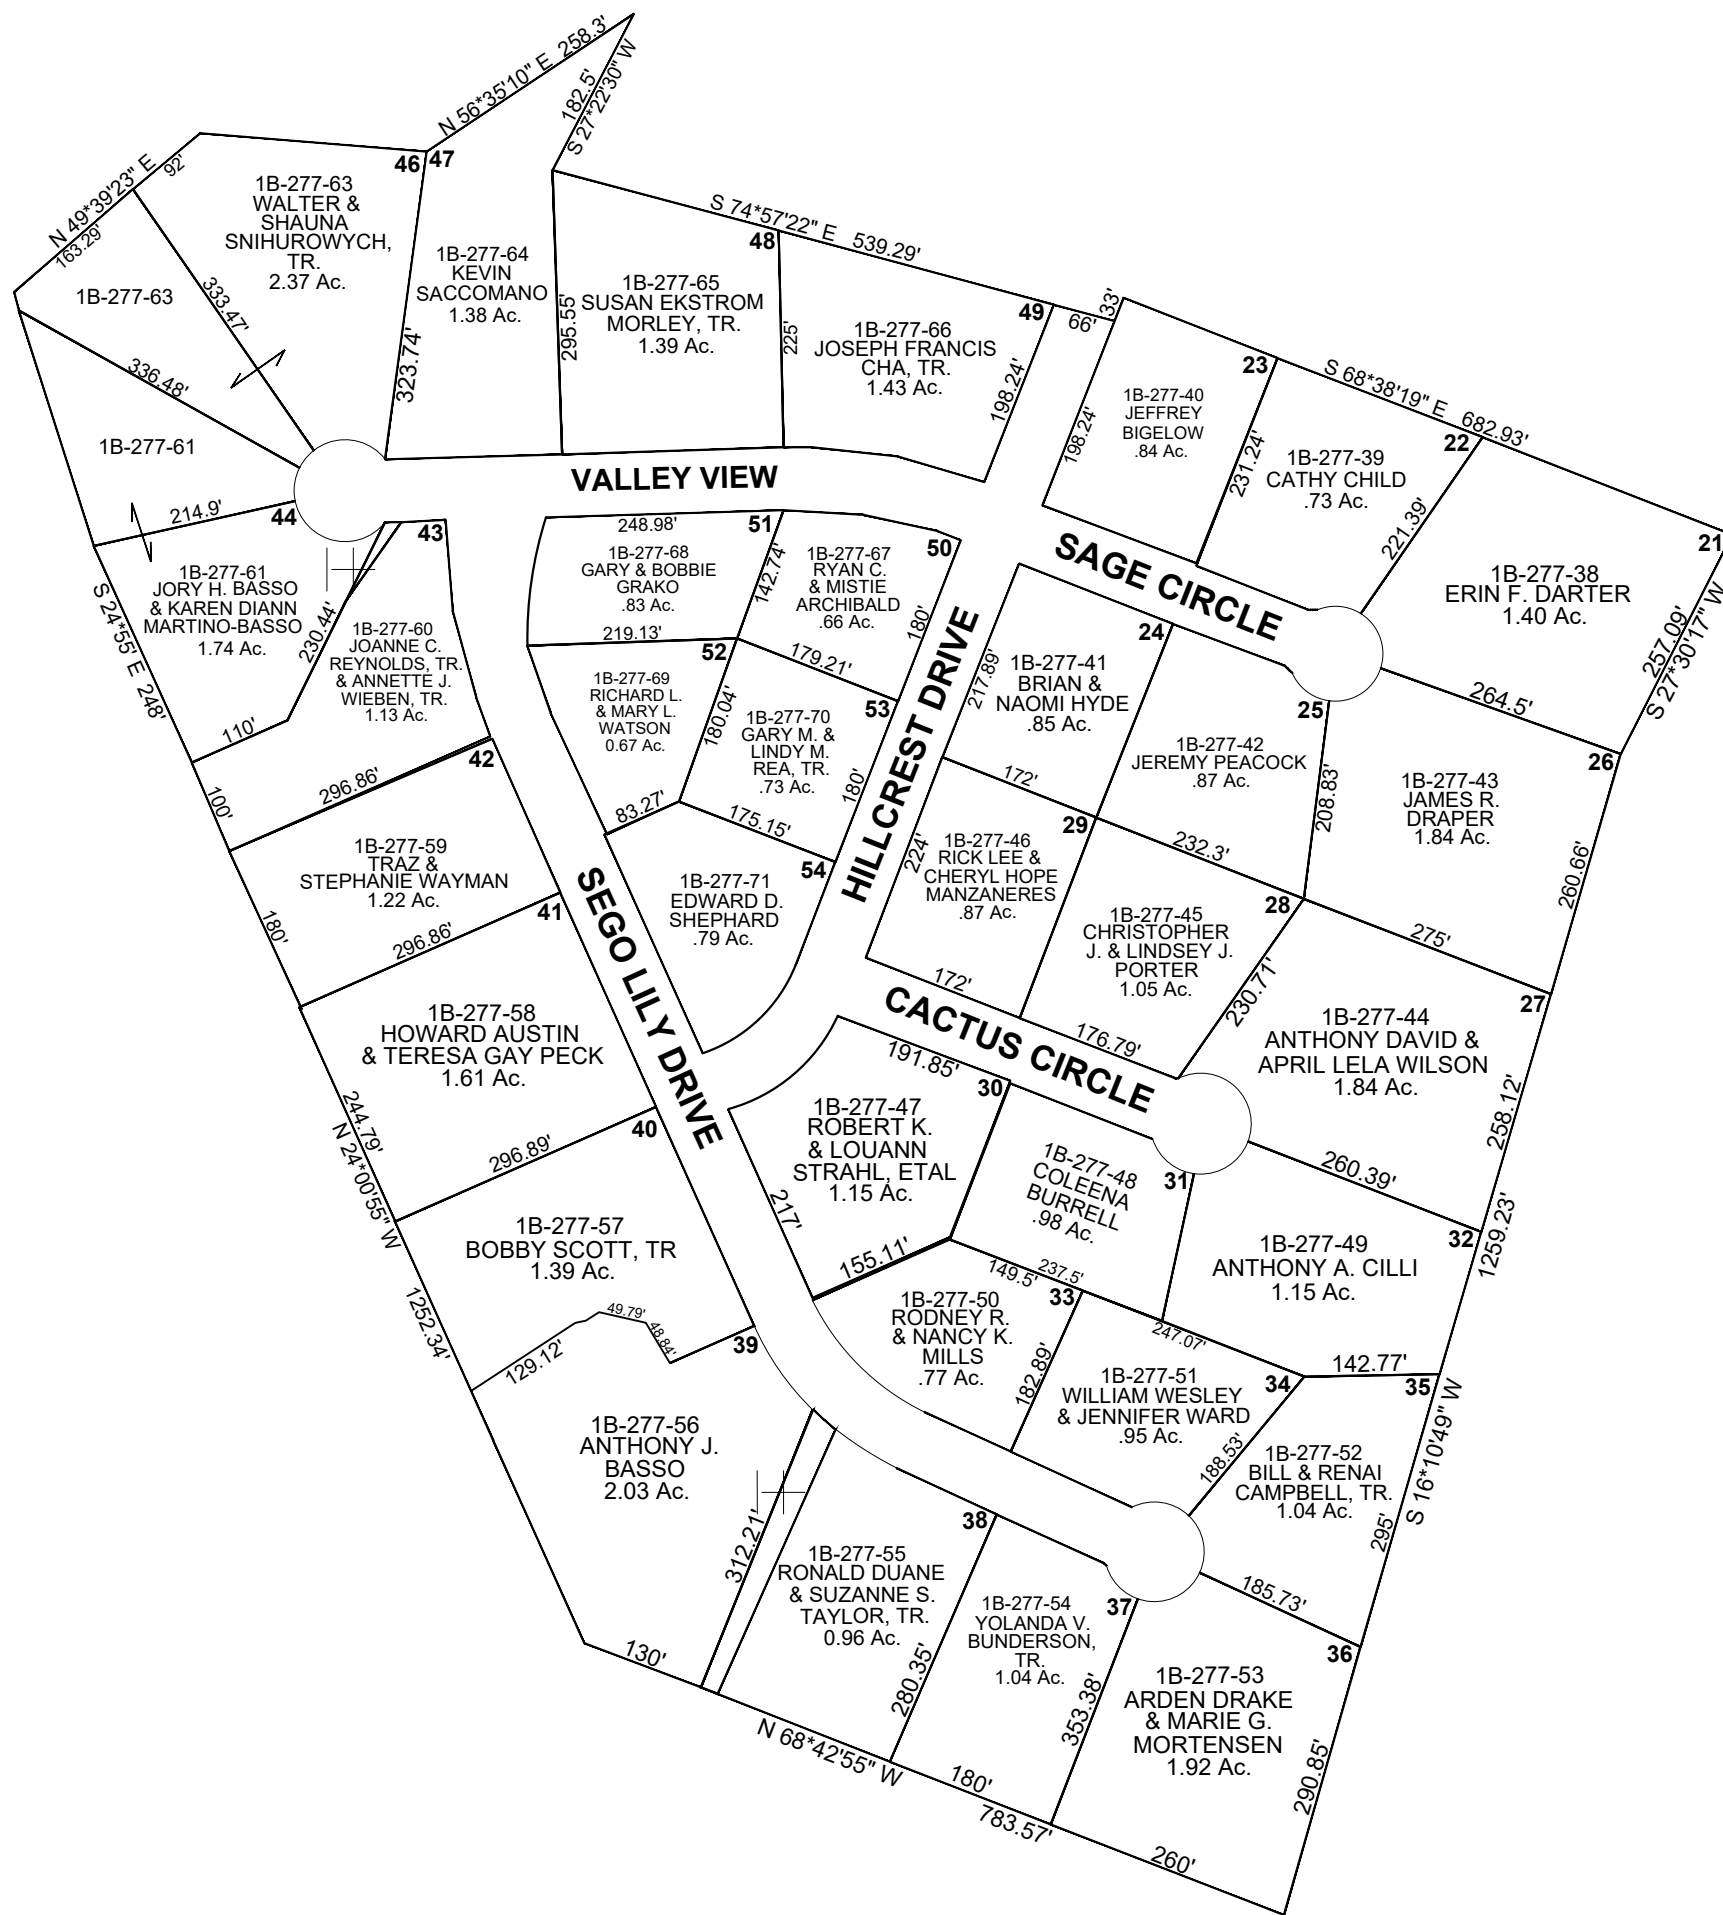 N 56*35'10" E 258.3'
182.5'
S 27*22'30" W
N 49*39'23" E
92'
163.29'
46
47
1B-277-63
WALTER &
SHAUNA
SNIHUROWYCH,
TR.
2.37 Ac.
1B-277-63
333.47'
336.48'
1B-277-64
KEVIN
SACCOMANO
1.38 Ac.
323.74'
295.55'
1B-277-65
SUSAN EKSTROM
MORLEY, TR.
1.39 Ac.
48
225'
S 74*57'22" E 539.29'
1B-277-66
JOSEPH FRANCIS
CHA, TR.
1.43 Ac.
49
198.24'
66'
33'
198.24'
1B-277-40
JEFFREY
BIGELOW
.84 Ac.
23
231.24'
S 68*38'19" E 682.93'
1B-277-39
CATHY CHILD
.73 Ac.
22
221.39'
1B-277-38
ERIN F. DARTER
1.40 Ac.
21
257.09'
S 27*30'17" W
264.5'
1B-277-61
214.9'
44
VALLEY VIEW
SAGE CIRCLE
1B-277-61
JORY H. BASSO
& KAREN DIANN
MARTINO-BASSO
1.74 Ac.
S 24*55' E 248'
230.44'
110'
43
1B-277-60
JOANNE C.
REYNOLDS, TR.
& ANNETTE J.
WIEBEN, TR.
1.13 Ac.
100'
296.86'
42
248.98'
51
1B-277-68
GARY & BOBBIE
GRAKO
.83 Ac.
219.13'
142.74'
1B-277-67
RYAN C.
& MISTIE
ARCHIBALD
.66 Ac.
50
180'
179.21'
52
1B-277-69
RICHARD L.
& MARY L.
WATSON
0.67 Ac.
180.04'
83.27'
1B-277-70
GARY M. &
LINDY M.
REA, TR.
.73 Ac.
53
180'
175.15'
54
1B-277-71
EDWARD D.
SHEPHARD
.79 Ac.
HILLCREST DRIVE
217.89'
1B-277-41
BRIAN &
NAOMI HYDE
.85 Ac.
24
172'
1B-277-42
JEREMY PEACOCK
.87 Ac.
25
208.83'
232.3'
1B-277-43
JAMES R.
DRAPER
1.84 Ac.
26
260.66'
275'
224'
1B-277-46
RICK LEE &
CHERYL HOPE
MANZANERES
.87 Ac.
29
172'
1B-277-45
CHRISTOPHER
J. & LINDSEY J.
PORTER
1.05 Ac.
28
230.71'
176.79'
1B-277-44
ANTHONY DAVID &
APRIL LELA WILSON
1.84 Ac.
27
258.12'
260.39'
1B-277-59
TRAZ &
STEPHANIE WAYMAN
1.22 Ac.
180'
296.86'
41
SEGO LILY DRIVE
CACTUS CIRCLE
1B-277-58
HOWARD AUSTIN
& TERESA GAY PECK
1.61 Ac.
244.79'
N 24*00'55" W
1252.34'
296.89'
40
191.85'
30
1B-277-47
ROBERT K.
& LOUANN
STRAHL, ETAL
1.15 Ac.
217'
155.11'
1B-277-48
COLEENA
BURRELL
.98 Ac.
31
237.5'
1B-277-49
ANTHONY A. CILLI
1.15 Ac.
32
1259.23'
1B-277-57
BOBBY SCOTT, TR
1.39 Ac.
129.12'
49.79'
48.84'
39
149.5'
1B-277-50
RODNEY R.
& NANCY K.
MILLS
.77 Ac.
33
182.89'
247.07'
1B-277-51
WILLIAM WESLEY
& JENNIFER WARD
.95 Ac.
34
188.53'
142.77'
35
1B-277-52
BILL & RENAI
CAMPBELL, TR.
1.04 Ac.
295'
S 16*10'49" W
185.73'
36
1B-277-56
ANTHONY J.
BASSO
2.03 Ac.
312.21'
130'
1B-277-55
RONALD DUANE
& SUZANNE S.
TAYLOR, TR.
0.96 Ac.
38
280.35'
1B-277-54
YOLANDA V.
BUNDERSON,
TR.
1.04 Ac.
37
353.38'
1B-277-53
ARDEN DRAKE
& MARIE G.
MORTENSEN
1.92 Ac.
290.85'
N 68*42'55" W
783.57'
180'
260'